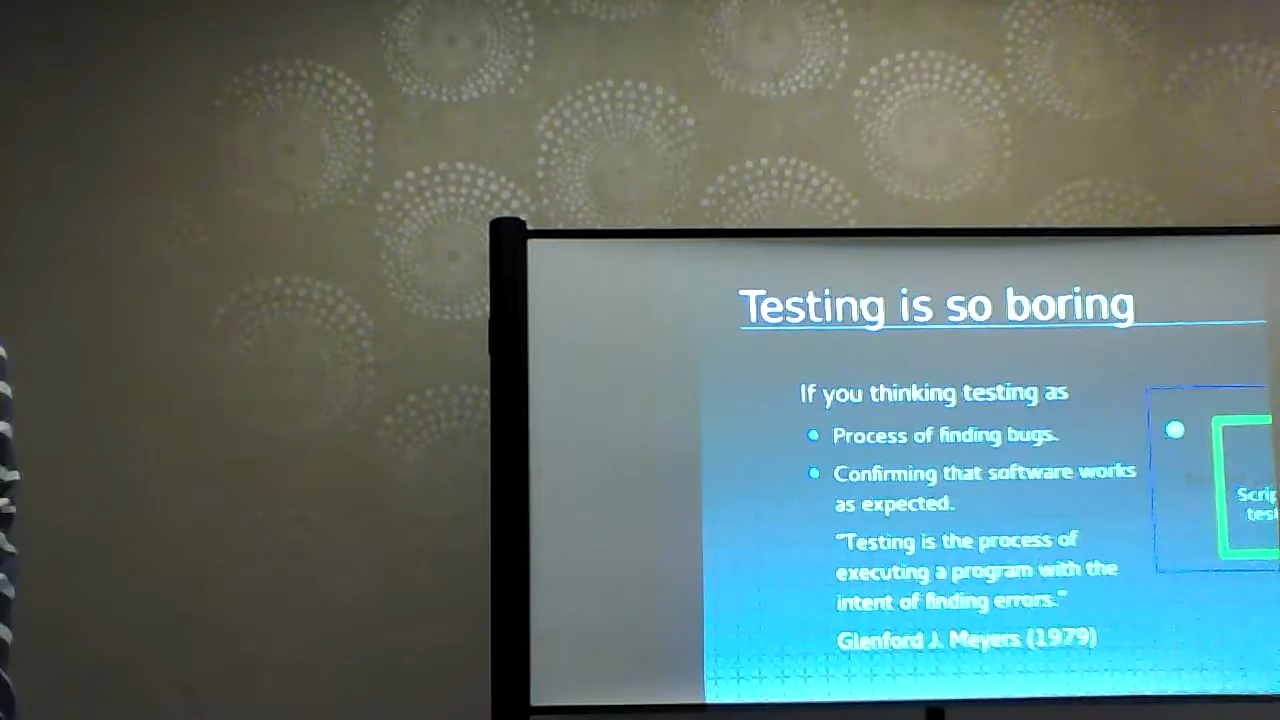 Testing is so boring
If you thinking testing as
Process of finding bugs.
Confirming that software works
as expected.
"Testing is the process of
executing a program with the
intent of finding errors."
Glenford J. Meyers (1979)